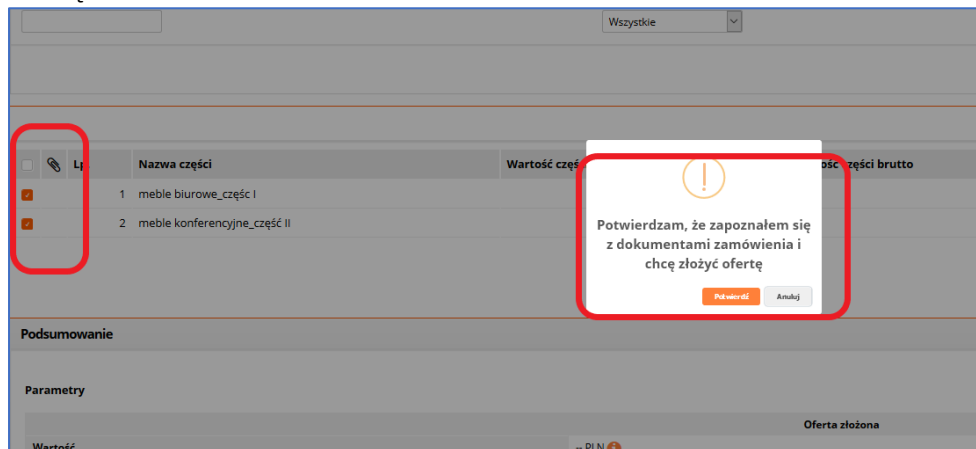 Wszystkie
Lp
Nazwa części
Wartość częś
ość części brutto
1 meble biurowe_częśc I
2 meble konferencyjne_część II
Potwierdzam, że zapoznałem się
z dokumentami zamówienia i
chcę złożyć ofertę
Potwierdź Anuluj
Podsumowanie
Parametry
Oferta złożona
Wartość
-- PLN